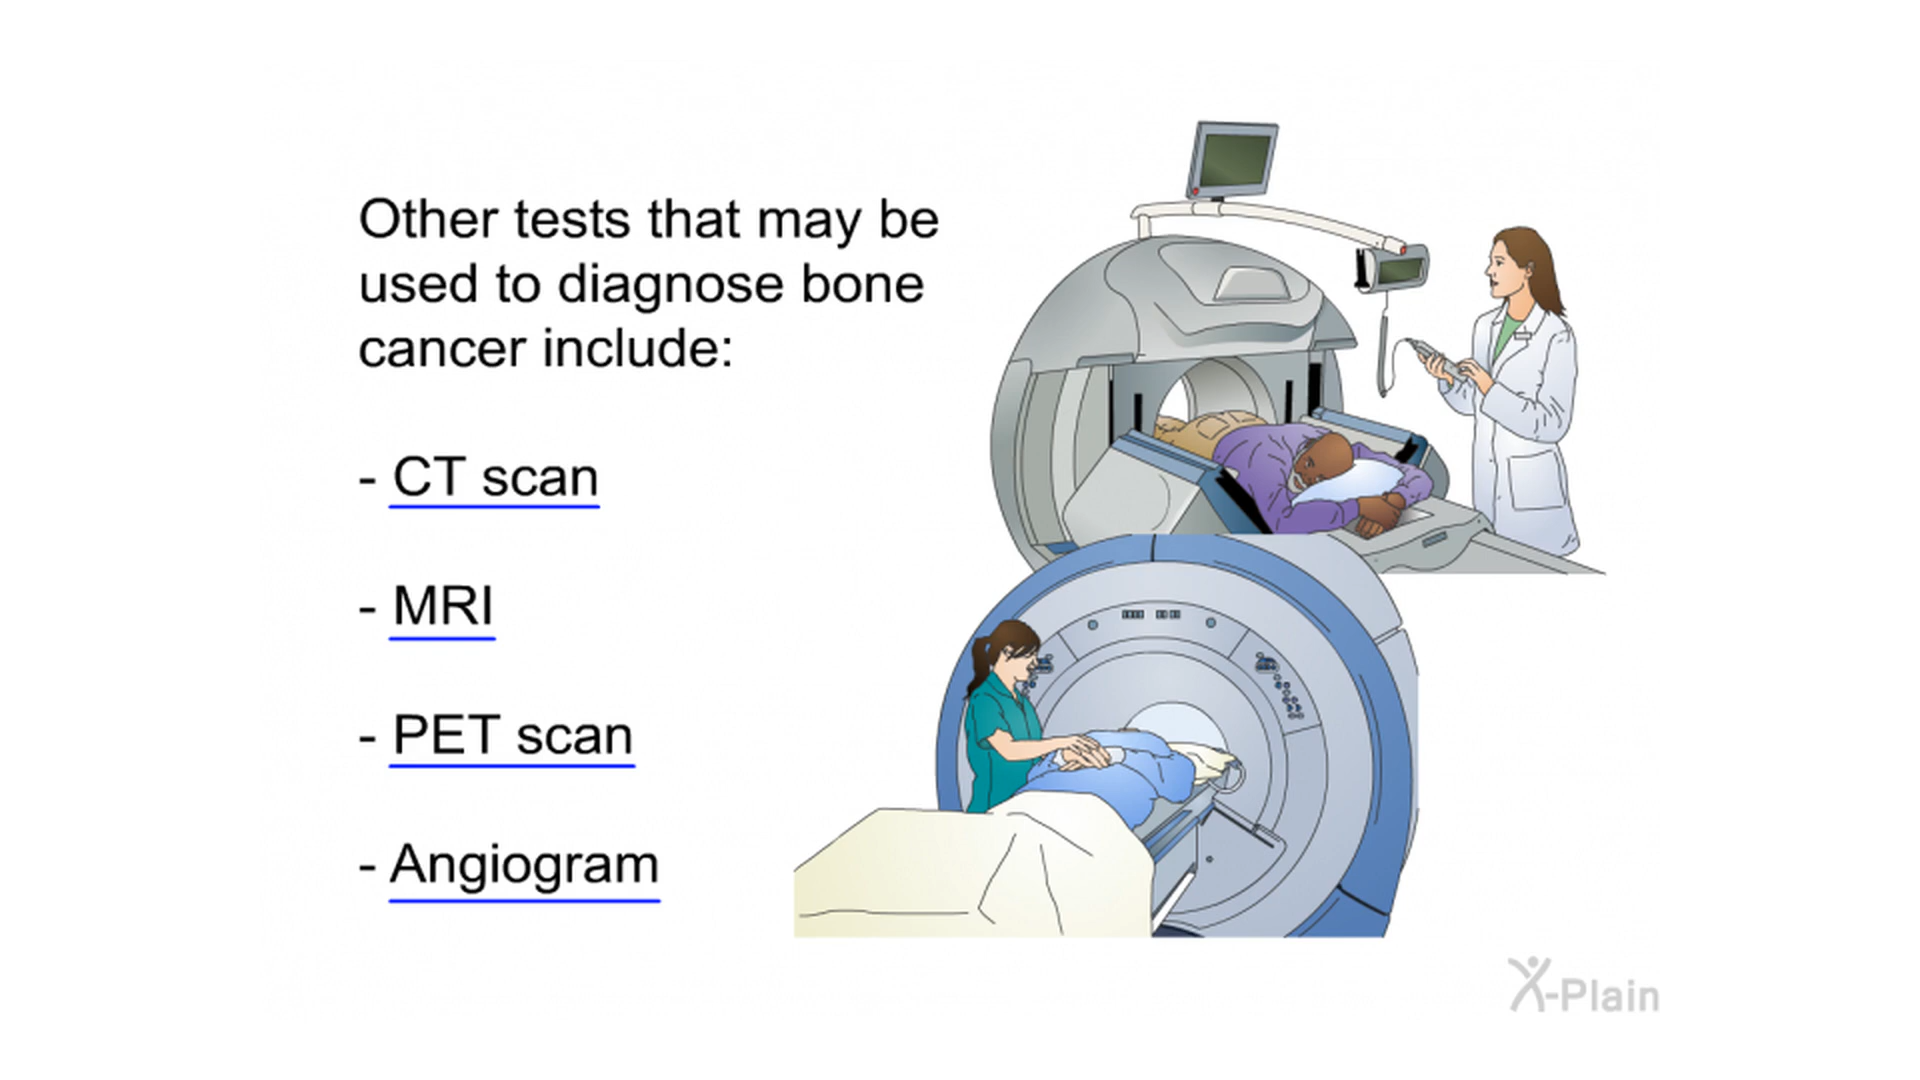 Other tests that may be
used to diagnose bone
cancer include:
- CT scan
- MRI
- PET scan
- Angiogram
X-Plain